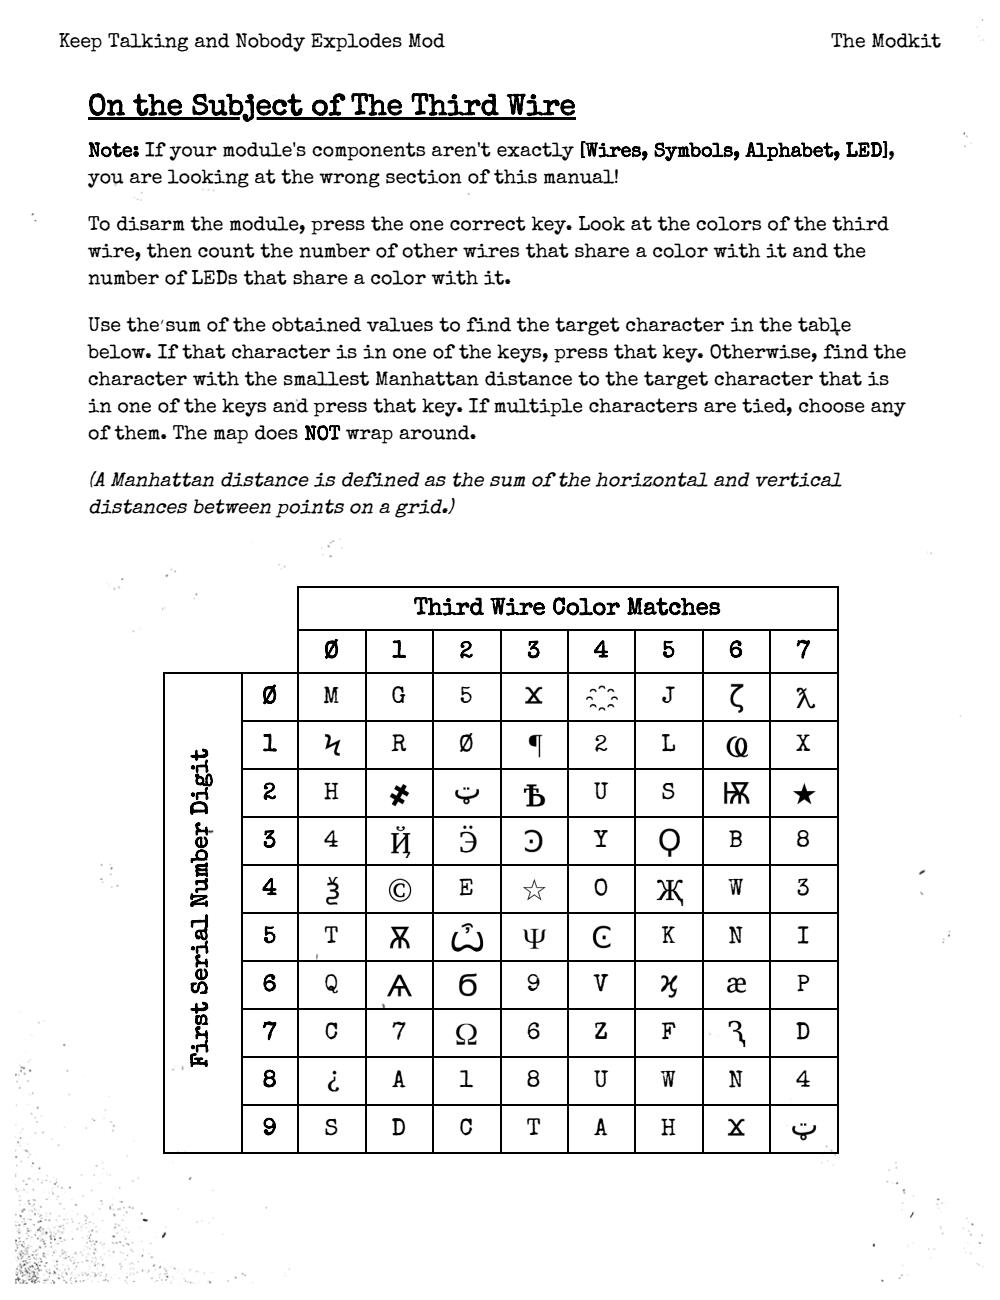 Keep Talking and Nobody Explodes Mod The Modkit
On the Subject of The Third Wire
Note: If your module's components aren't exactly [Wires, Symbols, Alphabet, LED],
you are looking at the wrong section of this manual!
To disarm the module, press the one correct key. Look at the colors of the third
wire, then count the number of other wires that share a color with it and the
number of LEDs that share a color with it.
Use the sum of the obtained values to find the target character in the table
below. If that character is in one of the keys, press that key. Otherwise, find the
character with the smallest Manhattan distance to the target character that is
in one of the keys and press that key. If multiple characters are tied, choose any
of them. The map does NOT wrap around.
(A Manhattan distance is defined as the sum of the horizontal and vertical
distances between points on a grid.)
Third Wire Color Matches
0 1 2 3 4 5 6 7
First Serial Number Digit
0 M G 5 Ϫ ҈ J ζ ƛ
1 Ϟ R 0 ¶ 2 L Ҩ X
2 H ҂ ټ Ѣ U S Ѭ ★
3 4 Ҋ Ӭ Ͽ Y Ϙ B 8
4 Ѯ © E ☆ O Җ W 3
5 T Ѫ Ѽ Ψ Ͼ K N I
6 Q Ѧ б 9 V ϗ æ P
7 C 7 Ω 6 Z F Ԇ D
8 ¿ A 1 8 U W N 4
9 S D C T A H Ϫ ټ